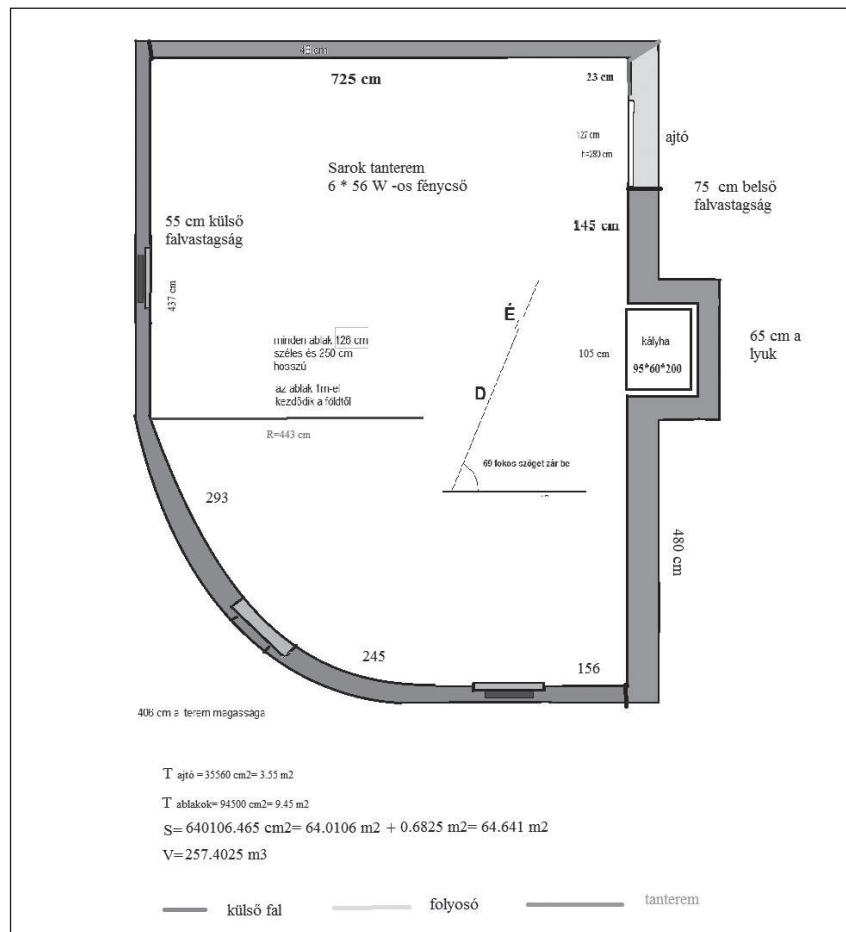 43 cm
725 cm
23 cm
127 cm
h=280 cm
ajtó
Sarok tanterem
6 * 56 W -os fénycső
75 cm belső
falvastagság
55 cm külső
falvastagság
145 cm
437 cm
É
minden ablak 126 cm
széles és 250 cm
hosszú
az ablak 1m-el
kezdődik a földtől
105 cm
kályha
95*60*200
65 cm a
lyuk
D
R=443 cm
69 fokos szöget zár be
293
480 cm
245
156
406 cm a terem magassága
T ajtó = 35560 cm2= 3.55 m2
T ablakok= 94500 cm2= 9.45 m2
S= 640106.465 cm2= 64.0106 m2 + 0.6825 m2= 64.641 m2
V=257.4025 m3
külső fal
folyosó
tanterem